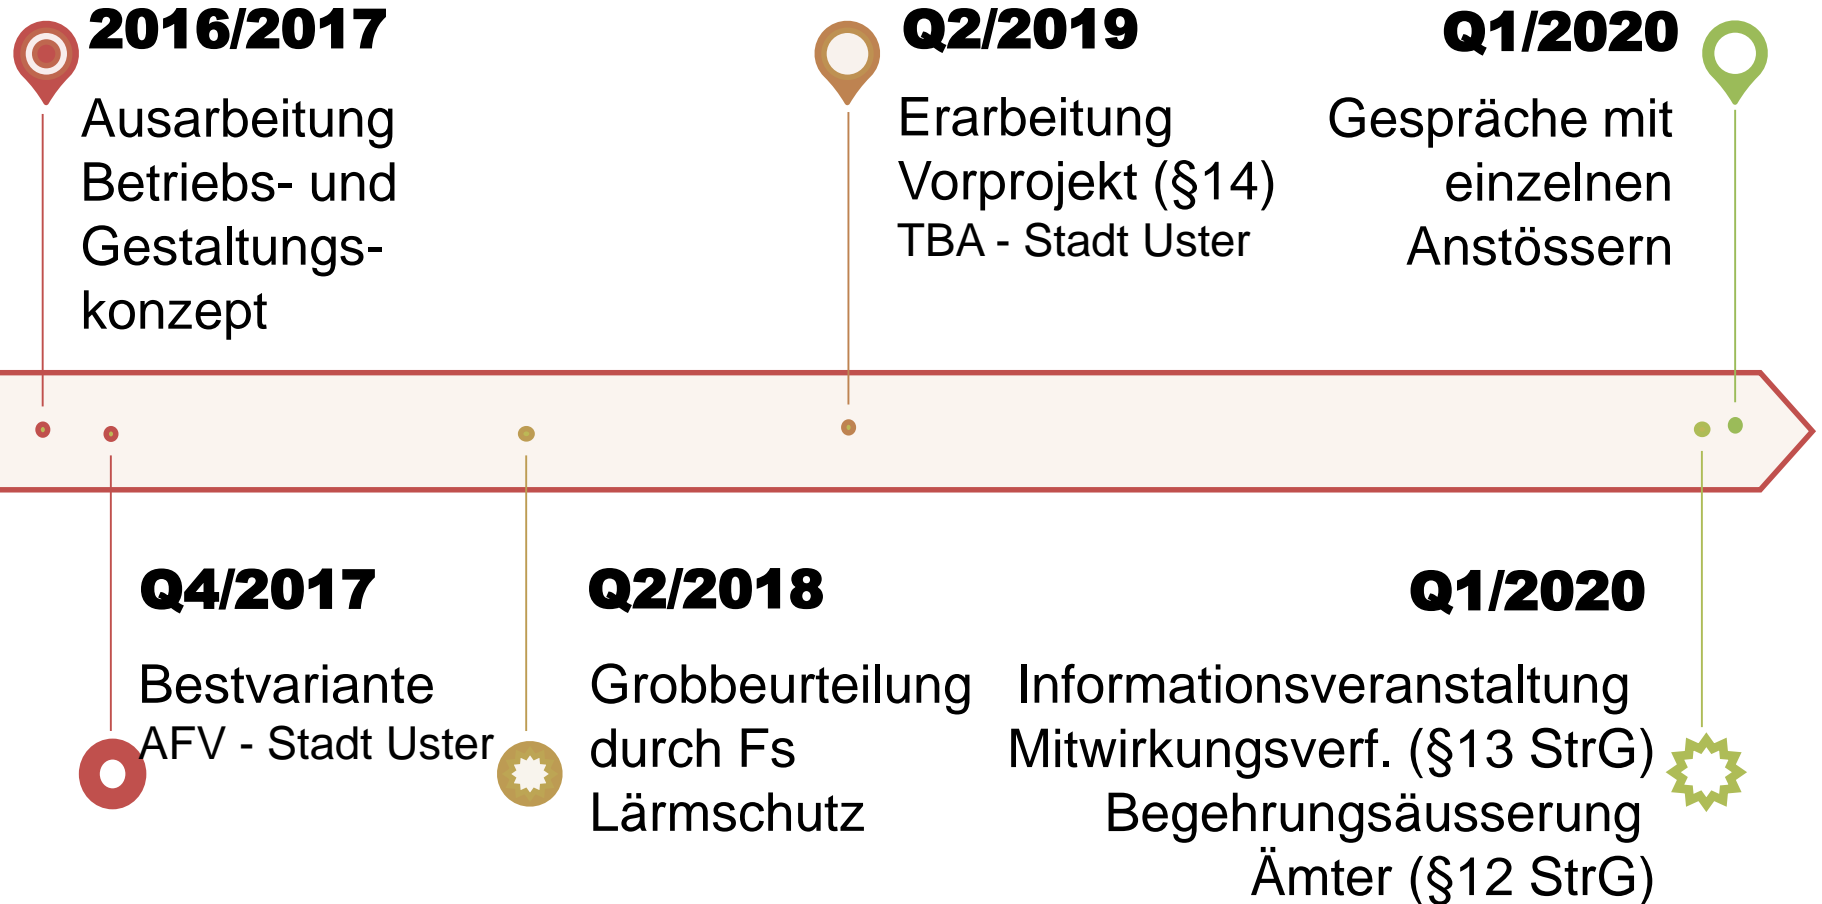 2016/2017
Ausarbeitung
Betriebs- und
Gestaltungs-
konzept
Q2/2019
Erarbeitung
Vorprojekt (§14)
TBA - Stadt Uster
Q1/2020
Gespräche mit
einzelnen
Anstössern
Q4/2017
Bestvariante
AFV - Stadt Uster
Q2/2018
Grobbeurteilung
durch Fs
Lärmschutz
Q1/2020
Informationsveranstaltung
Mitwirkungsverf. (§13 StrG)
Begehrungsäusserung
Ämter (§12 StrG)